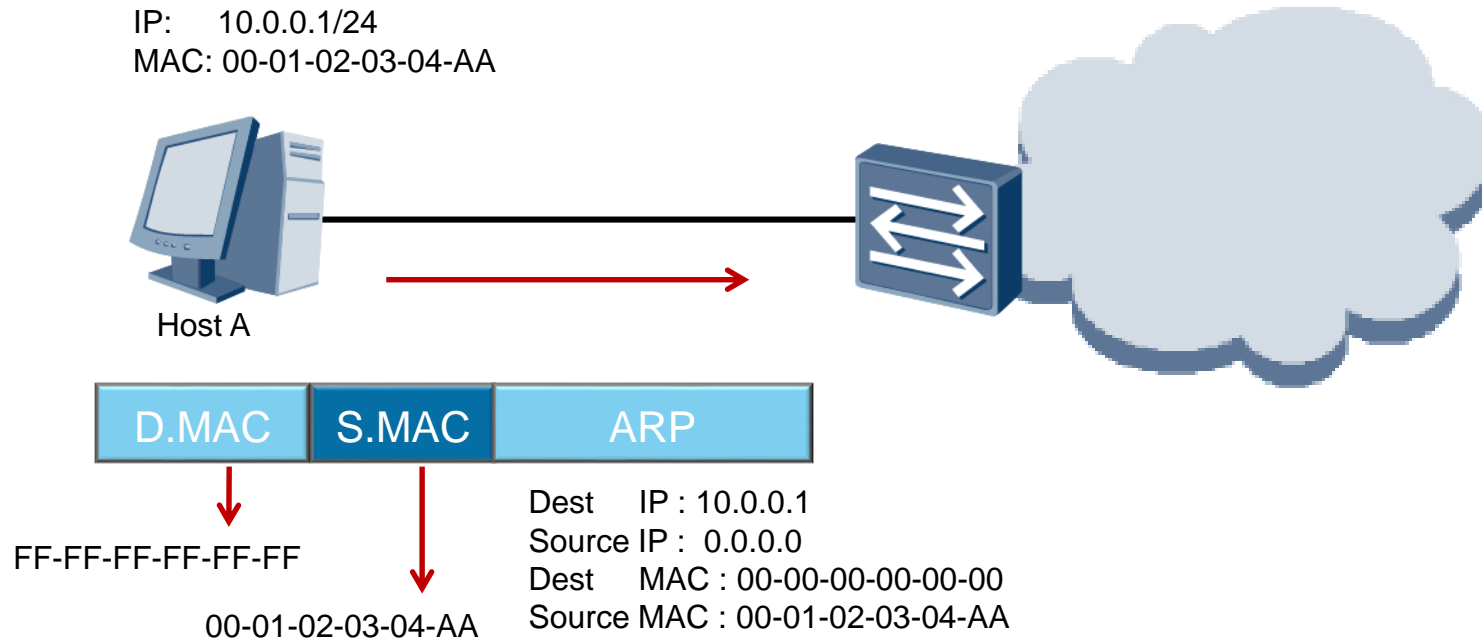 IP: 10.0.0.1/24
MAC: 00-01-02-03-04-AA
Host A
D.MAC S.MAC ARP
FF-FF-FF-FF-FF-FF
00-01-02-03-04-AA
Dest IP : 10.0.0.1
Source IP : 0.0.0.0
Dest MAC : 00-00-00-00-00-00
Source MAC : 00-01-02-03-04-AA